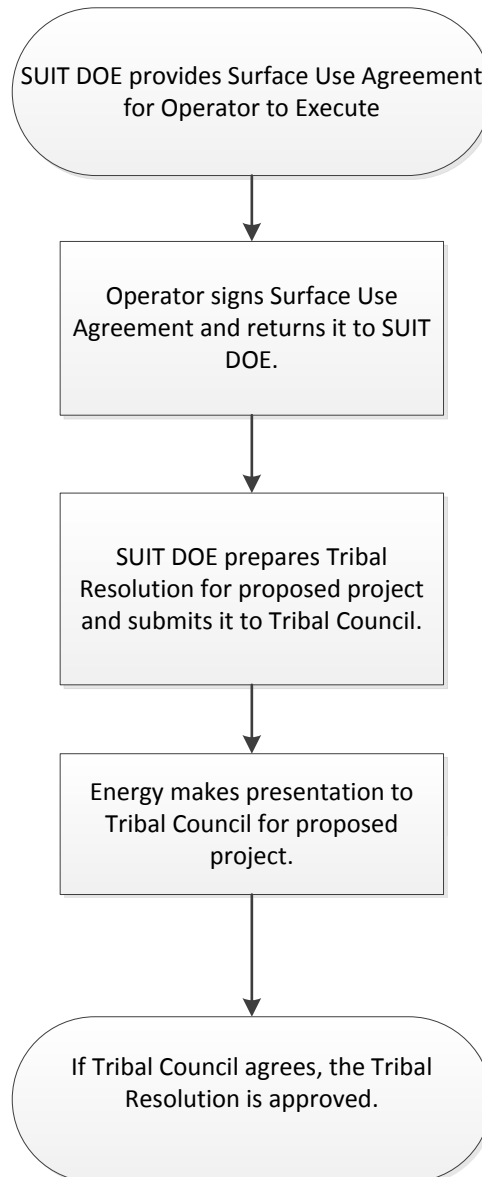 SUIT DOE provides Surface Use Agreement
for Operator to Execute
Operator signs Surface Use
Agreement and returns it to SUIT
DOE.
SUIT DOE prepares Tribal
Resolution for proposed project
and submits it to Tribal Council.
Energy makes presentation to
Tribal Council for proposed
project.
If Tribal Council agrees, the Tribal
Resolution is approved.